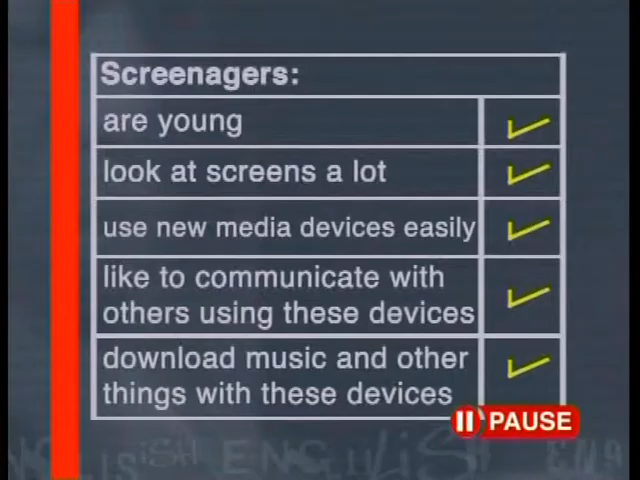 Screenagers:
are young
look at screens a lot
use new media devices easily
like to communicate with
others using these devices
download music and other
things with these devices
PAUSE
ENGLISH